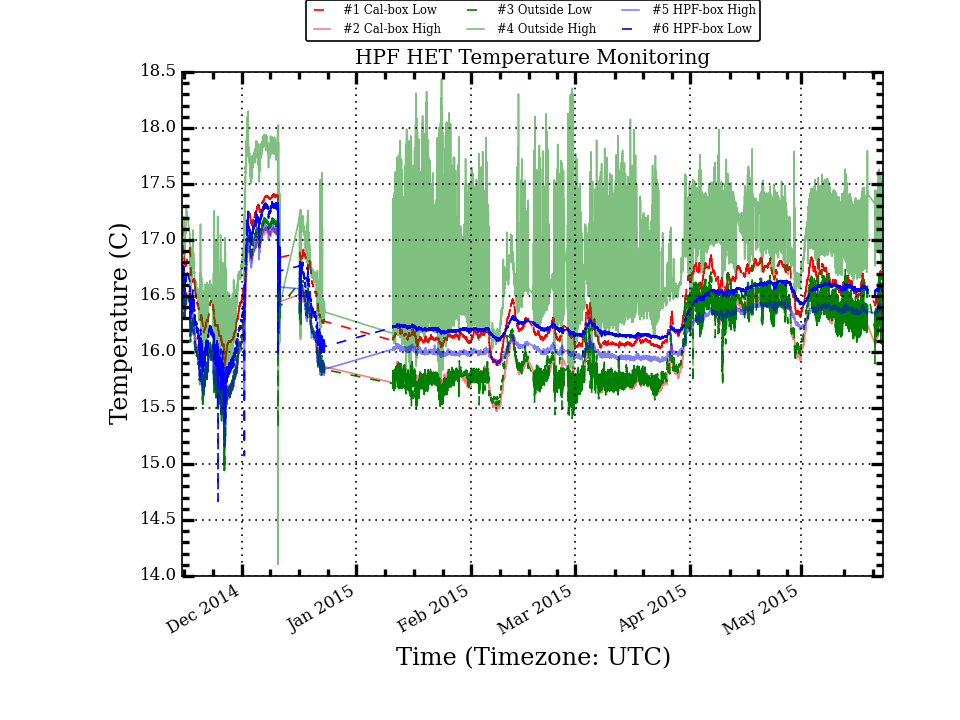 #1 Cal-box Low #3 Outside Low #5 HPF-box High
#2 Cal-box High #4 Outside High #6 HPF-box Low
HPF HET Temperature Monitoring
18.5
18.0
17.5
17.0
16.5
16.0
15.5
15.0
14.5
14.0
Temperature (C)
Dec 2014 Jan 2015 Feb 2015 Mar 2015 Apr 2015 May 2015
Time (Timezone: UTC)